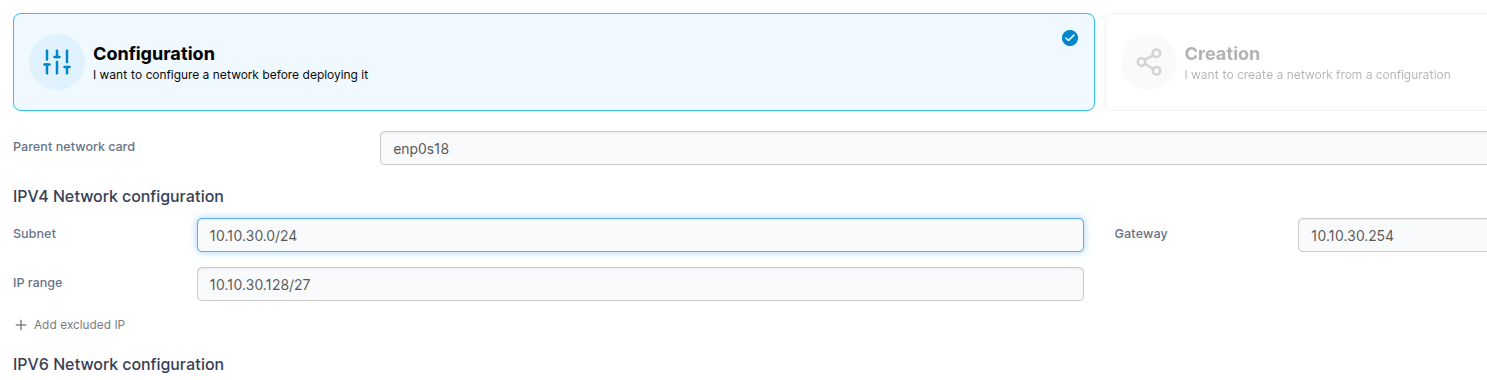 Configuration
I want to configure a network before deploying it
Creation
I want to create a network from a configuration
Parent network card
enp0s18
IPV4 Network configuration
Subnet
10.10.30.0/24
Gateway
10.10.30.254
IP range
10.10.30.128/27
+ Add excluded IP
IPV6 Network configuration